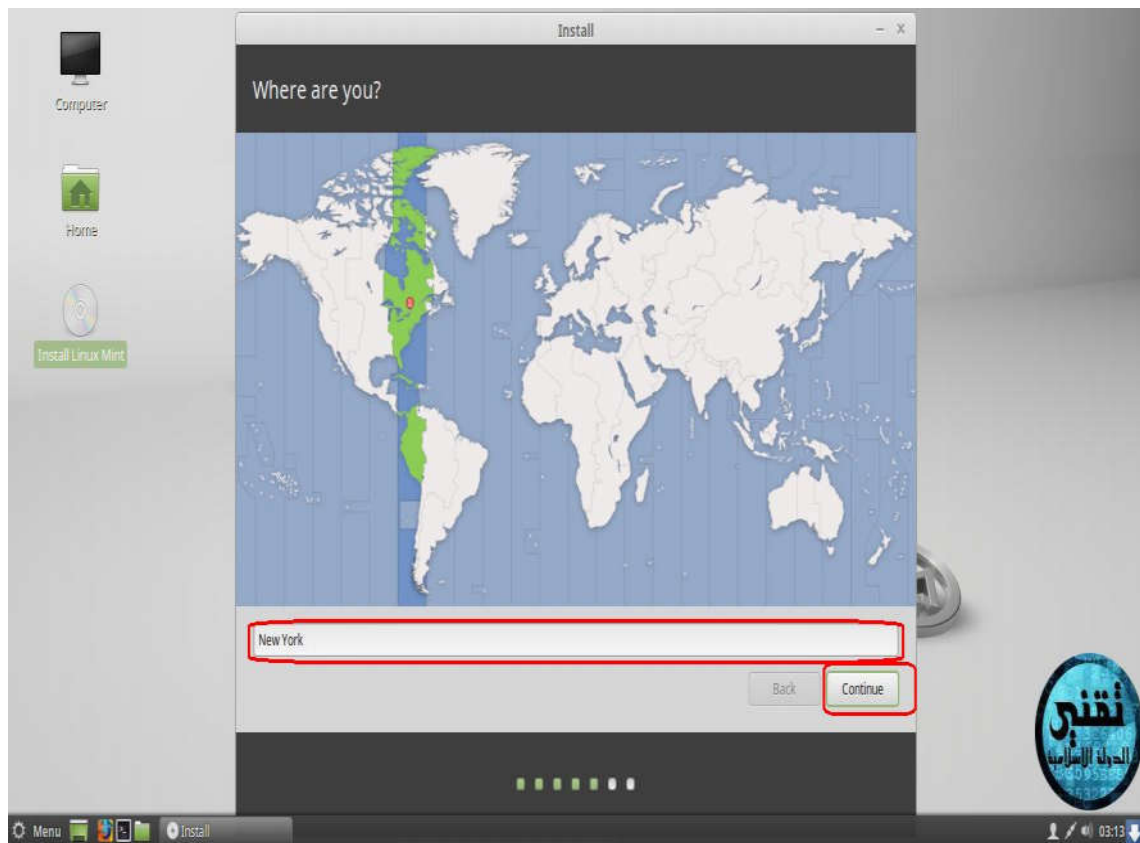 Install
Computer
Where are you?
Home
Install Linux Mint
New York
Back
Continue
تقني
الدولة الإسلامية
Menu
Install
03:13